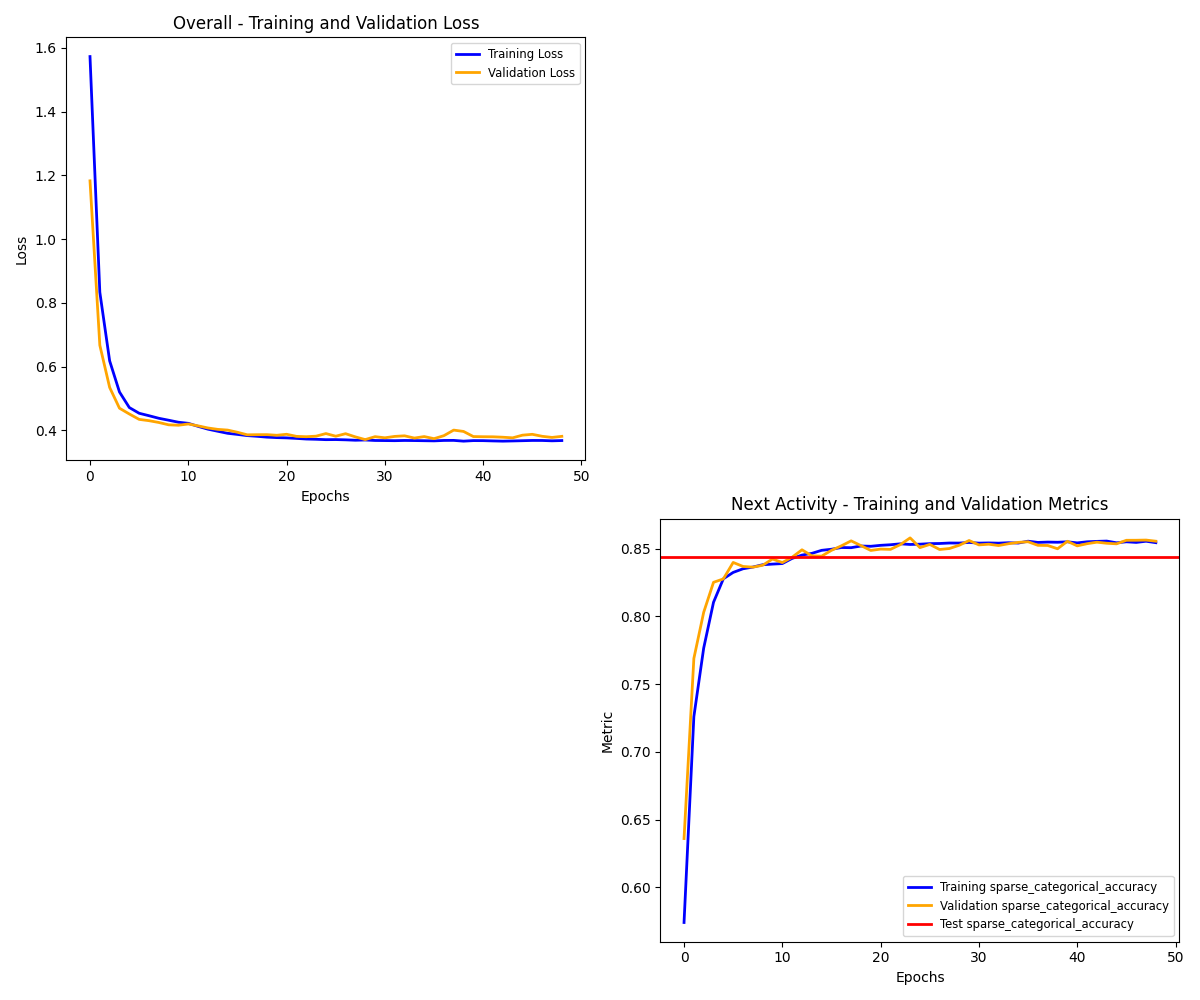 Overall - Training and Validation Loss
1.6
1.4
1.2
1.0
0.8
0.6
0.4
Loss
Training Loss
Validation Loss
0 10 20 30 40 50
Epochs
Next Activity - Training and Validation Metrics
0.85
0.80
0.75
0.70
0.65
0.60
Metric
Training sparse_categorical_accuracy
Validation sparse_categorical_accuracy
Test sparse_categorical_accuracy
0 10 20 30 40 50
Epochs